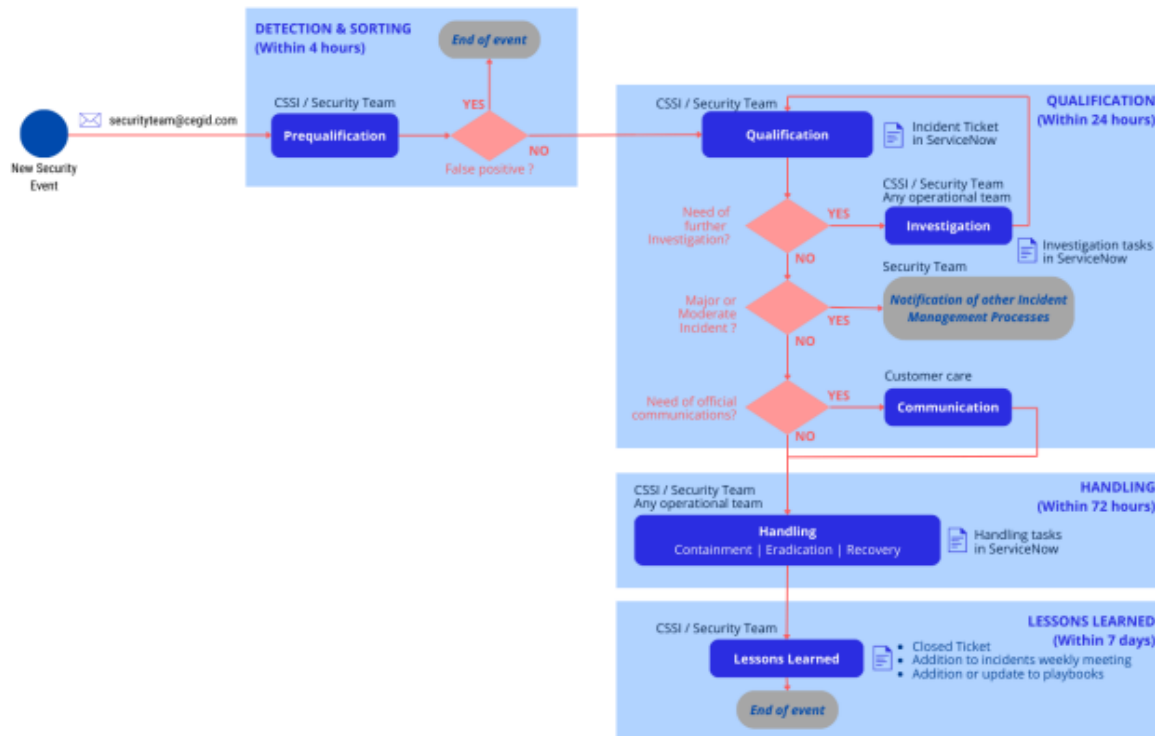 DETECTION & SORTING
(Within 4 hours)
End of event
CSSI / Security Team
YES
securityteam@cegid.com
Prequalification
NO
False positive ?
New Security
Event
QUALIFICATION
(Within 24 hours)
CSSI / Security Team
Qualification
Incident Ticket
in ServiceNow
CSSI / Security Team
Any operational team
Need of
further
Investigation?
YES
Investigation
NO
Investigation tasks
in ServiceNow
Security Team
Major or
Moderate
Incident ?
YES
Notification of other Incident
Management Processes
NO
Customer care
Need of official
communications?
YES
Communication
NO
HANDLING
(Within 72 hours)
CSSI / Security Team
Any operational team
Handling
Containment | Eradication | Recovery
Handling tasks
in ServiceNow
LESSONS LEARNED
(Within 7 days)
CSSI / Security Team
Lessons Learned
• Closed Ticket
• Addition to incidents weekly meeting
• Addition or update to playbooks
End of event